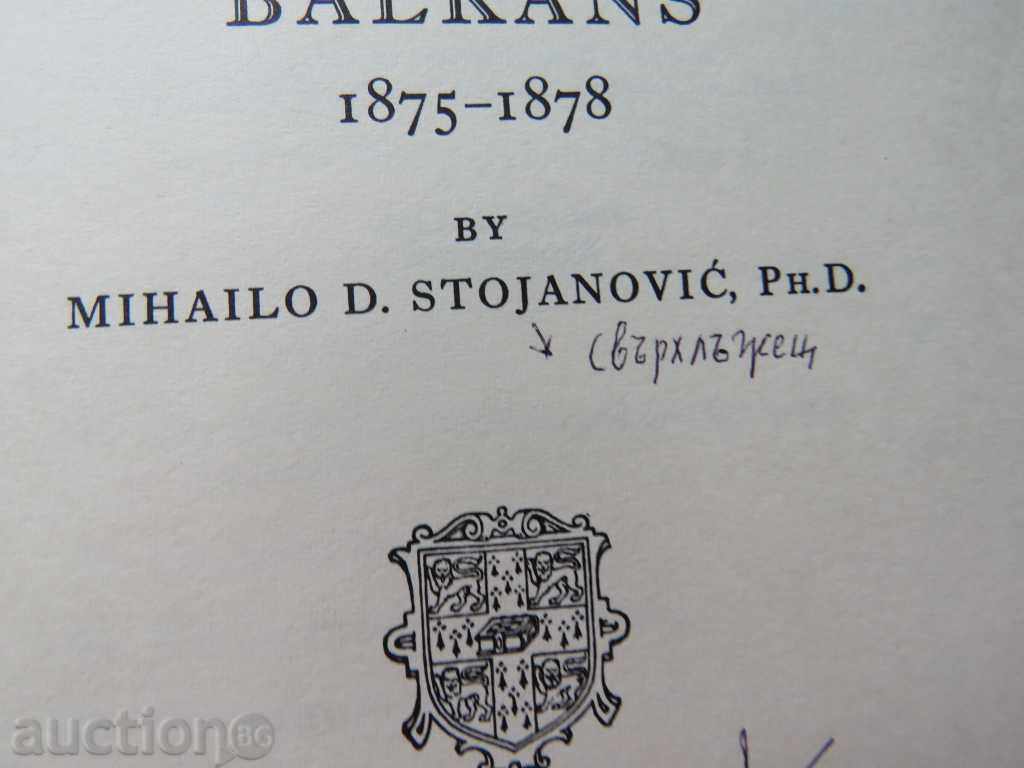 BALKANS
1875–1878
BY
MIHAILO D. STOJANOVIĆ, PH.D.
свърхлъжец
auction BG